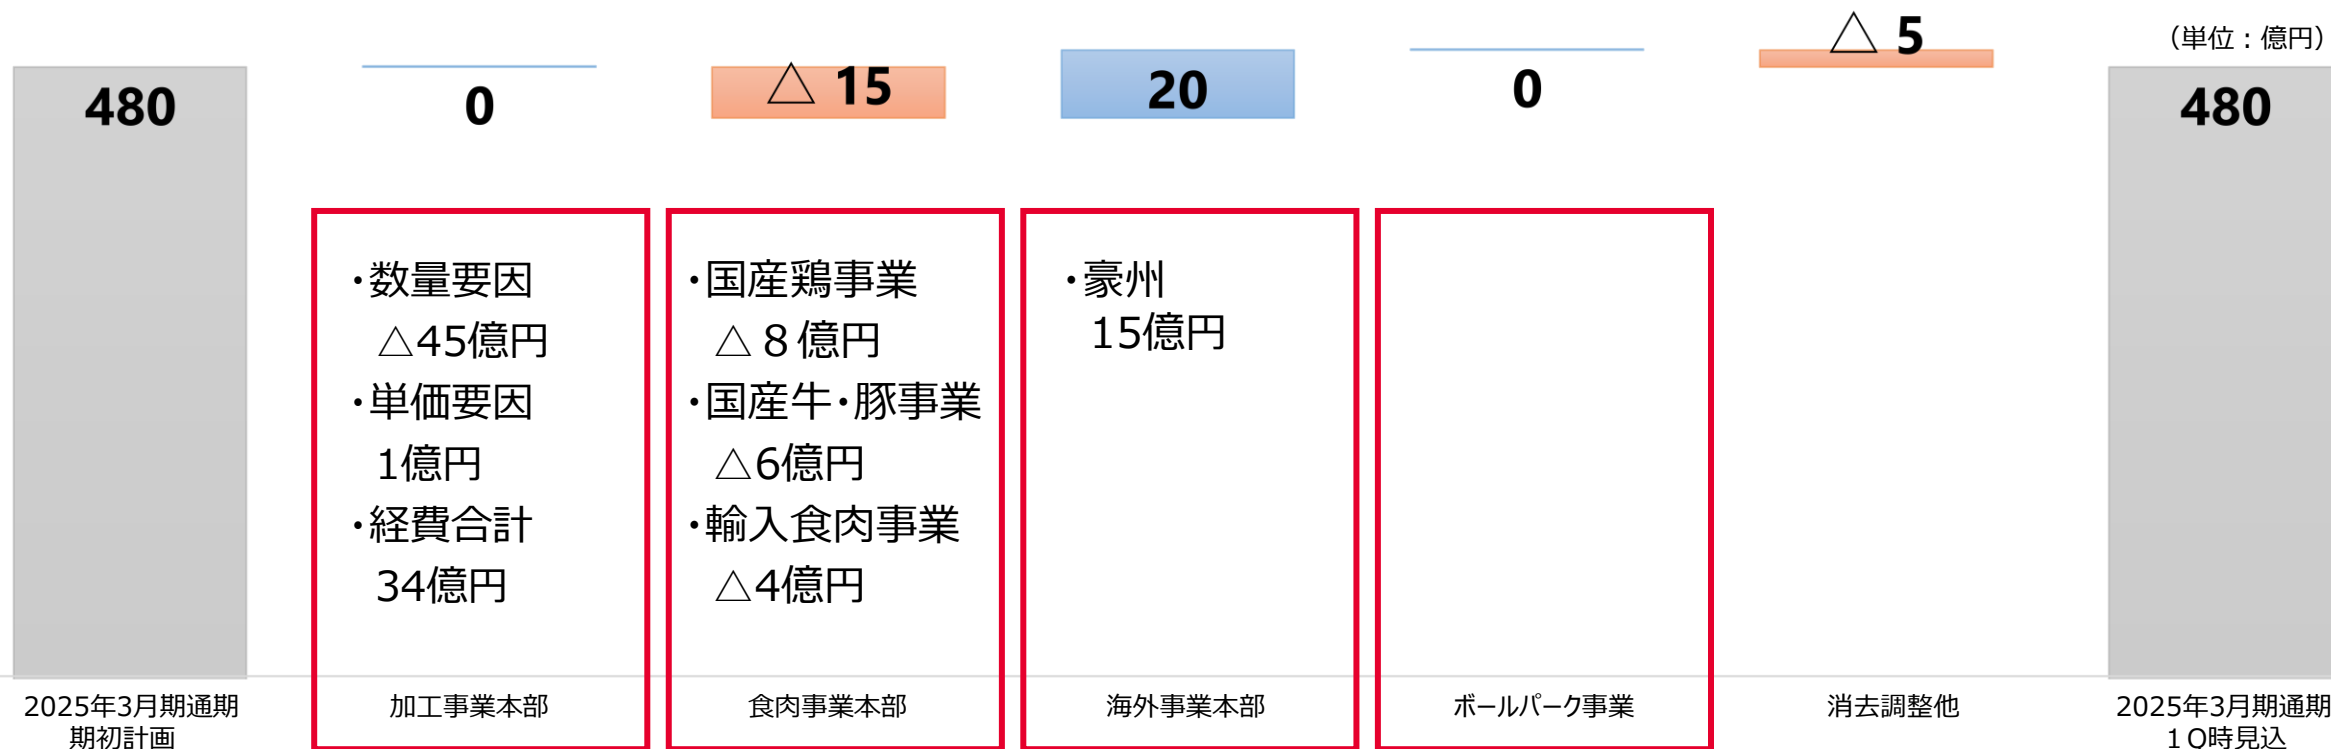 (単位:億円)
480
0
△ 15
20
0
△ 5
480
・数量要因
△45億円
・単価要因
1億円
・経費合計
34億円
・国産鶏事業
△8億円
・国産牛・豚事業
△6億円
・輸入食肉事業
△4億円
・豪州
15億円
2025年3月期通期
期初計画
加工事業本部
食肉事業本部
海外事業本部
ボールパーク事業
消去調整他
2025年3月期通期
1Q時見込